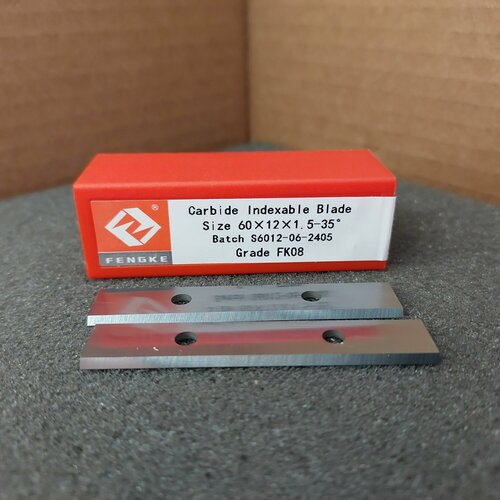 Carbide Indexable Blade
Size 60×12×1.5-35°
Batch S6012-06-2405
Grade FK08
®
FENGKE